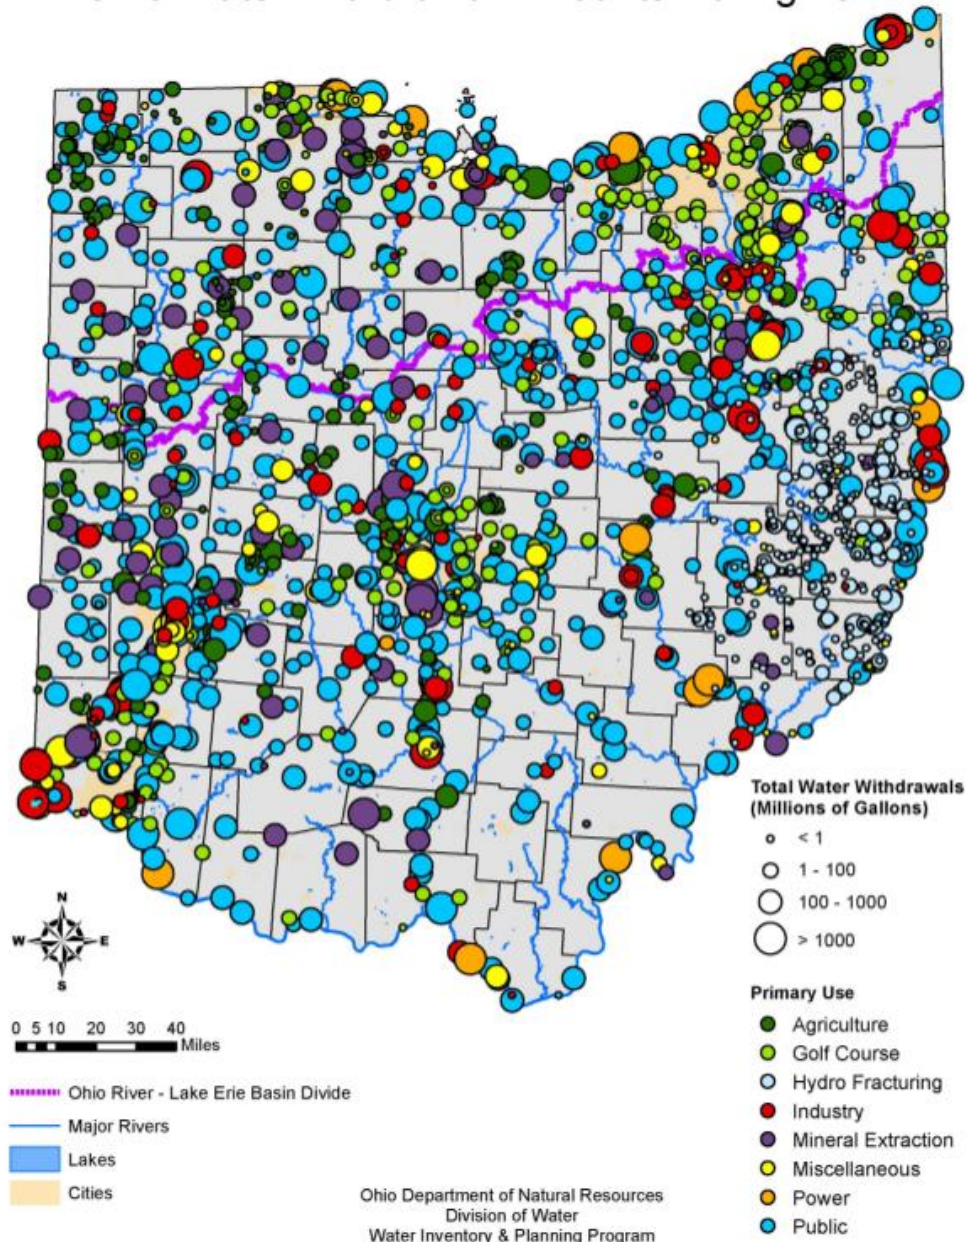 Total Water Withdrawals
(Millions of Gallons)
< 1
1 - 100
100 - 1000
> 1000
N
W E
S
Primary Use
Agriculture
Golf Course
Hydro Fracturing
Industry
Mineral Extraction
Miscellaneous
Power
Public
0 5 10 20 30 40
Miles
Ohio River - Lake Erie Basin Divide
Major Rivers
Lakes
Cities
Ohio Department of Natural Resources
Division of Water
Water Inventory & Planning Program